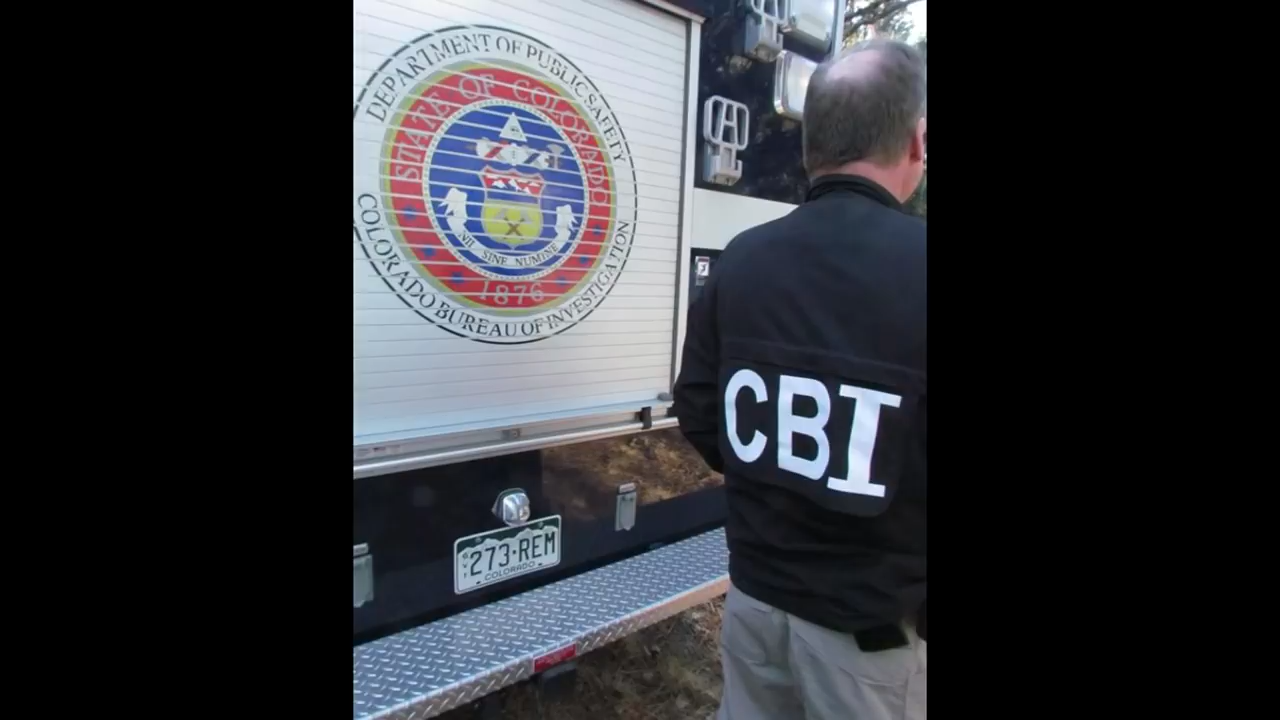 DEPARTMENT OF PUBLIC SAFETY
STATE OF COLORADO
NIL SINE NUMINE
1876
COLORADO BUREAU OF INVESTIGATION
CBI
273·REM
COLORADO